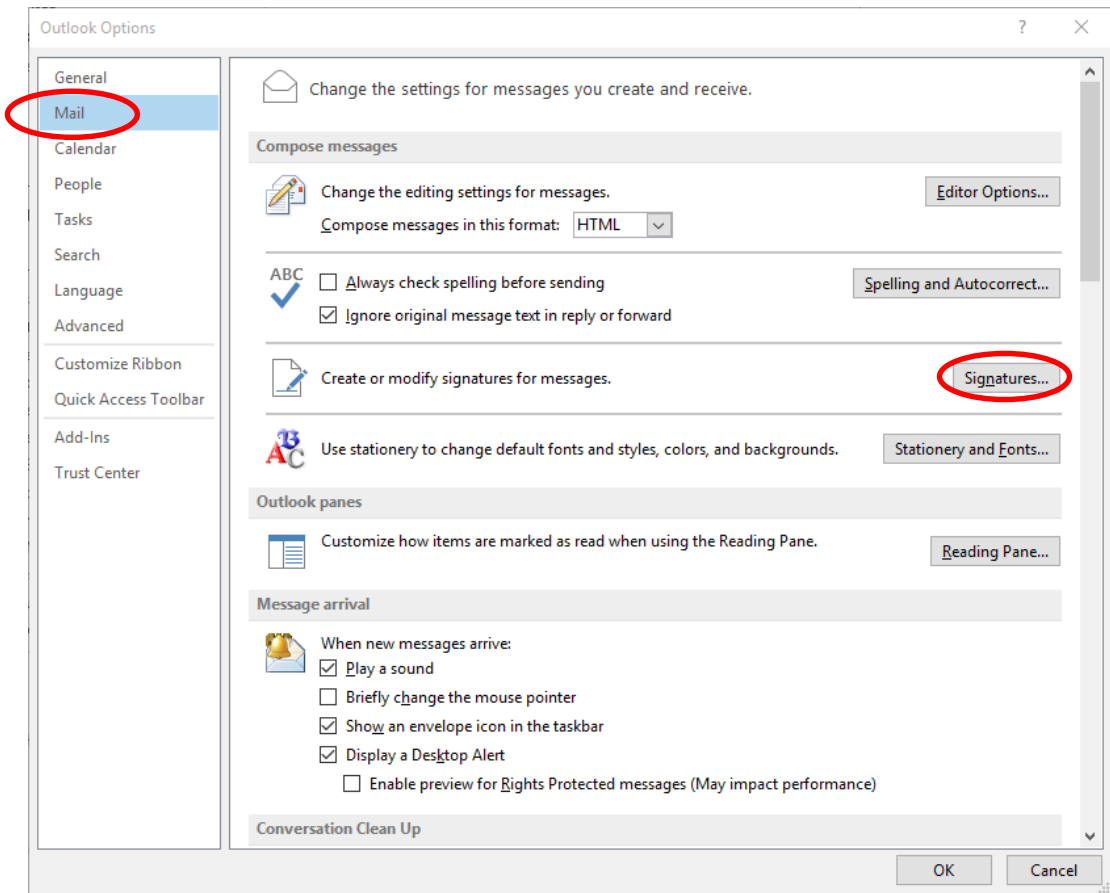 Outlook Options
?
General
Mail
Calendar
People
Tasks
Search
Language
Advanced
Customize Ribbon
Quick Access Toolbar
Add-Ins
Trust Center
Change the settings for messages you create and receive.
Compose messages
Change the editing settings for messages.
Editor Options...
Compose messages in this format: HTML
ABC
Always check spelling before sending
Spelling and Autocorrect...
Ignore original message text in reply or forward
Create or modify signatures for messages.
Signatures...
ABC
Use stationery to change default fonts and styles, colors, and backgrounds.
Stationery and Fonts...
Outlook panes
Customize how items are marked as read when using the Reading Pane.
Reading Pane...
Message arrival
When new messages arrive:
Play a sound
Briefly change the mouse pointer
Show an envelope icon in the taskbar
Display a Desktop Alert
Enable preview for Rights Protected messages (May impact performance)
Conversation Clean Up
OK
Cancel